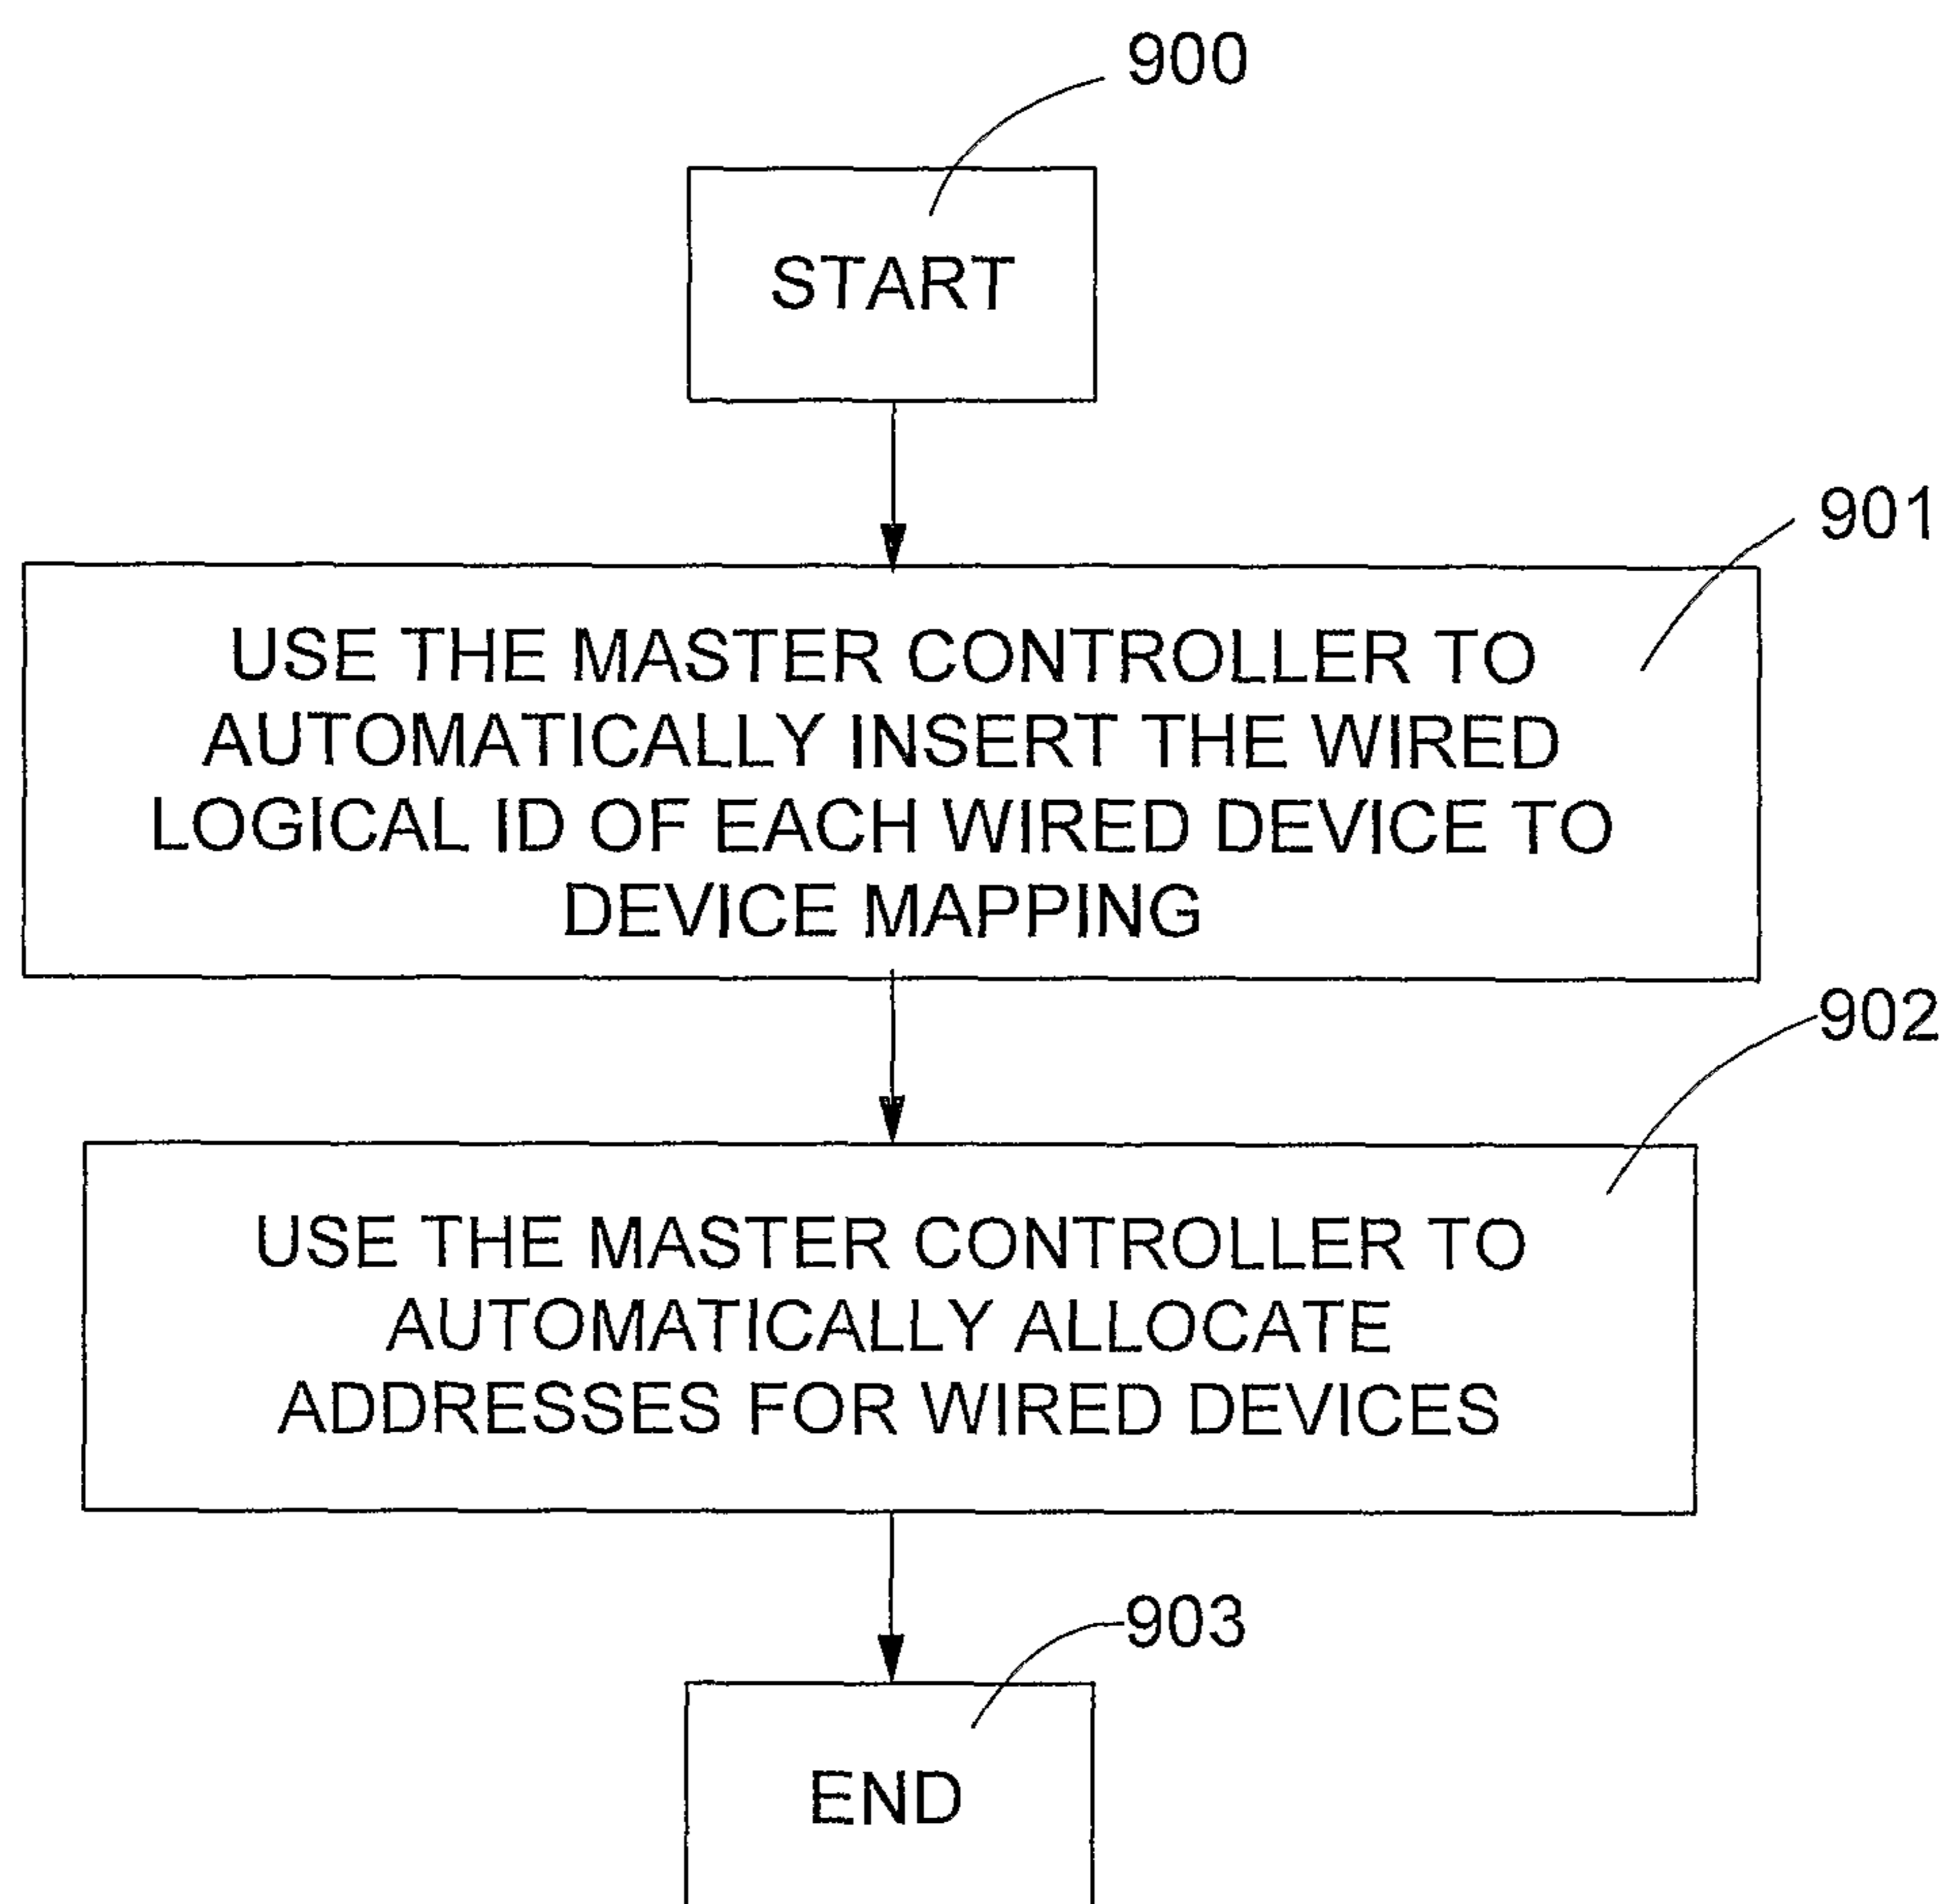 900
START
901
USE THE MASTER CONTROLLER TO
AUTOMATICALLY INSERT THE WIRED
LOGICAL ID OF EACH WIRED DEVICE TO
DEVICE MAPPING
902
USE THE MASTER CONTROLLER TO
AUTOMATICALLY ALLOCATE
ADDRESSES FOR WIRED DEVICES
903
END